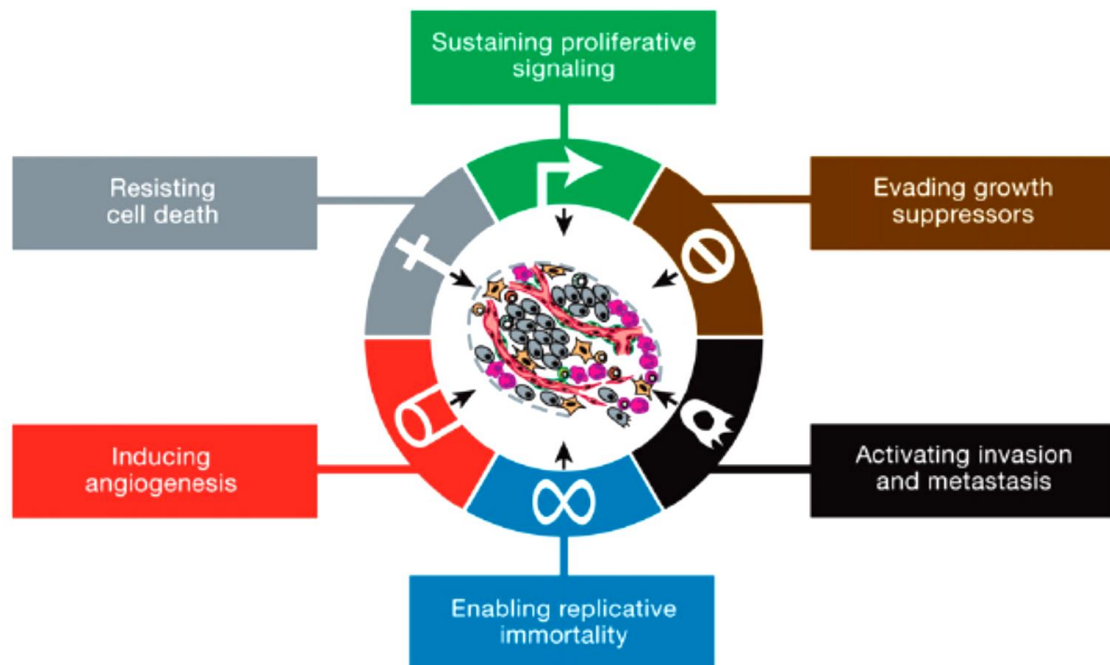 Sustaining proliferative
signaling
Resisting
cell death
Evading growth
suppressors
Inducing
angiogenesis
Activating invasion
and metastasis
Enabling replicative
immortality